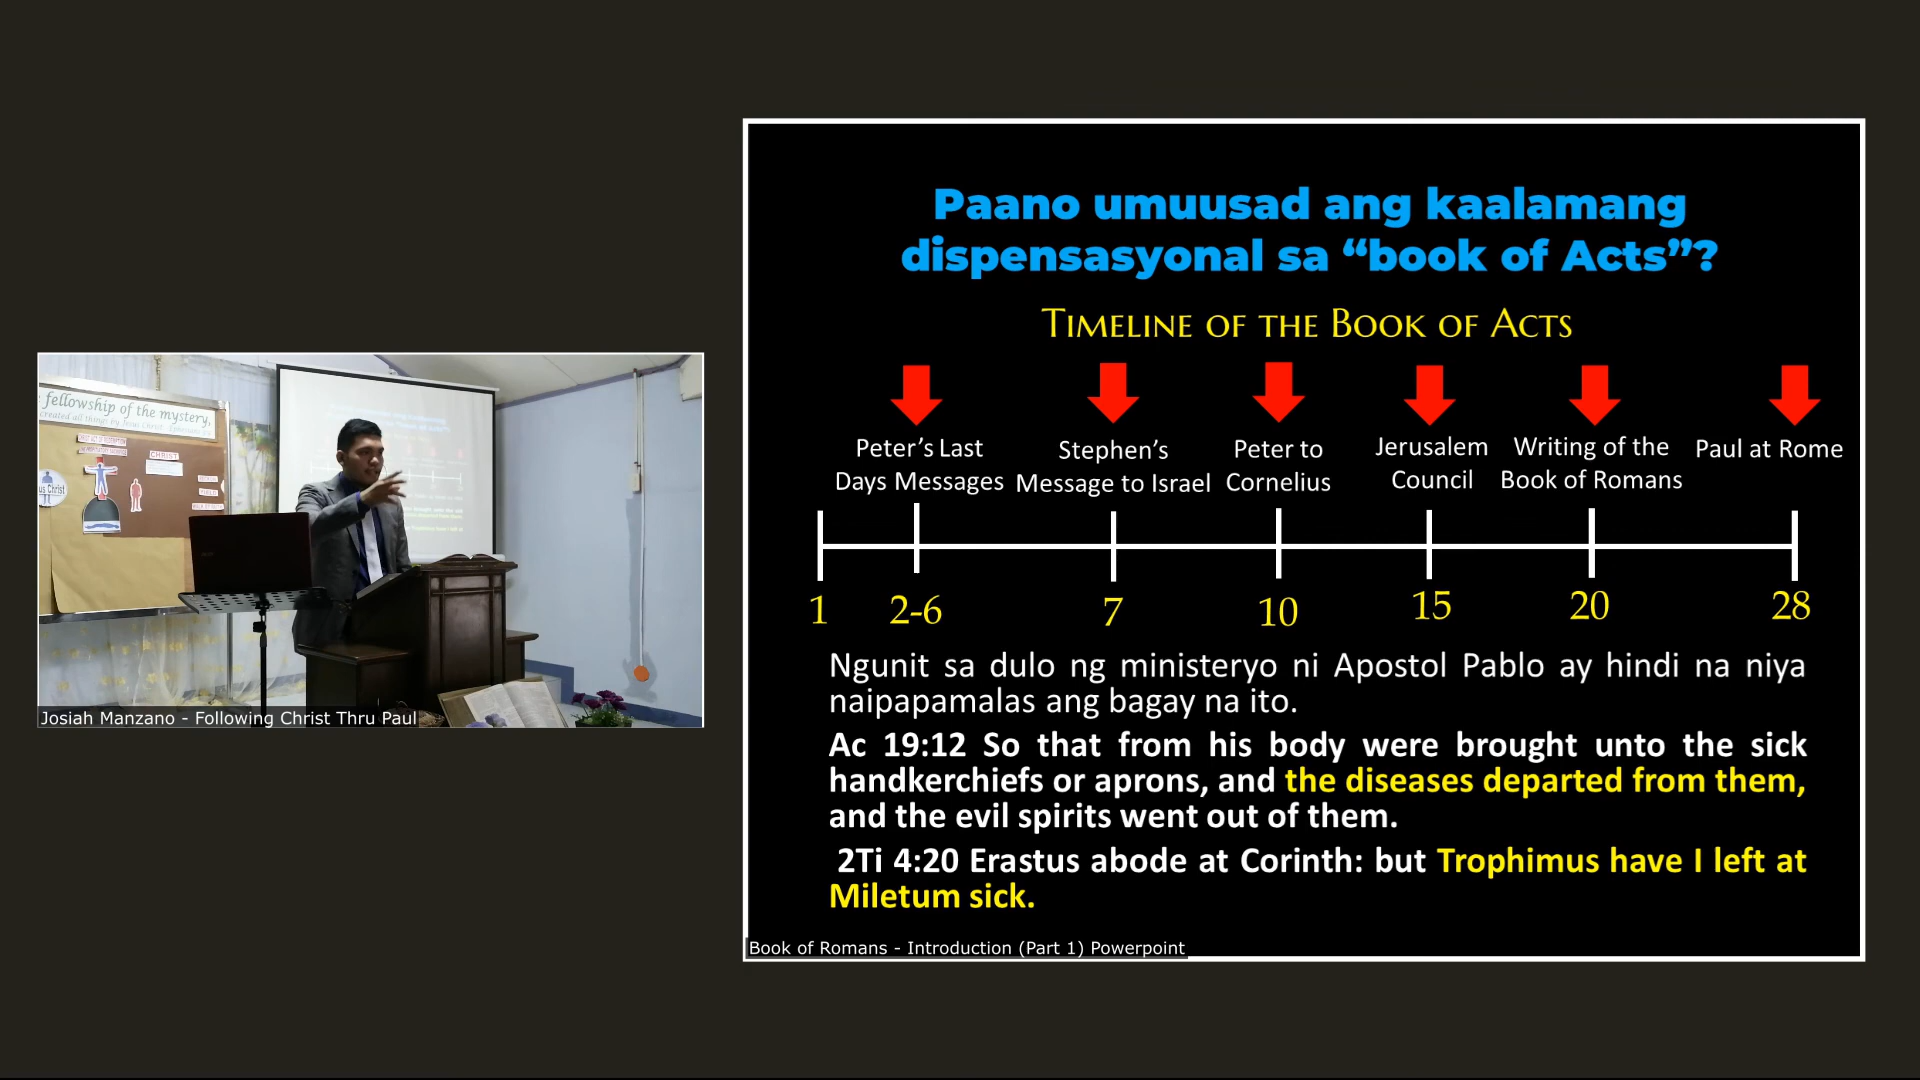 fellowship of the mystery,
CHRIST
us Christ
Josiah Manzano - Following Christ Thru Paul
Paano umuusad ang kaalamang
dispensasyonal sa “book of Acts”?
Timeline of the Book of Acts
Peter’s Last
Days Messages
Stephen’s
Message to Israel
Peter to
Cornelius
Jerusalem
Council
Writing of the
Book of Romans
Paul at Rome
1 2-6 7 10 15 20 28
Ngunit sa dulo ng ministeryo ni Apostol Pablo ay hindi na niya
naipapamalas ang bagay na ito.
Ac 19:12 So that from his body were brought unto the sick
handkerchiefs or aprons, and the diseases departed from them,
and the evil spirits went out of them.
2Ti 4:20 Erastus abode at Corinth: but Trophimus have I left at
Miletum sick.
Book of Romans - Introduction (Part 1) Powerpoint